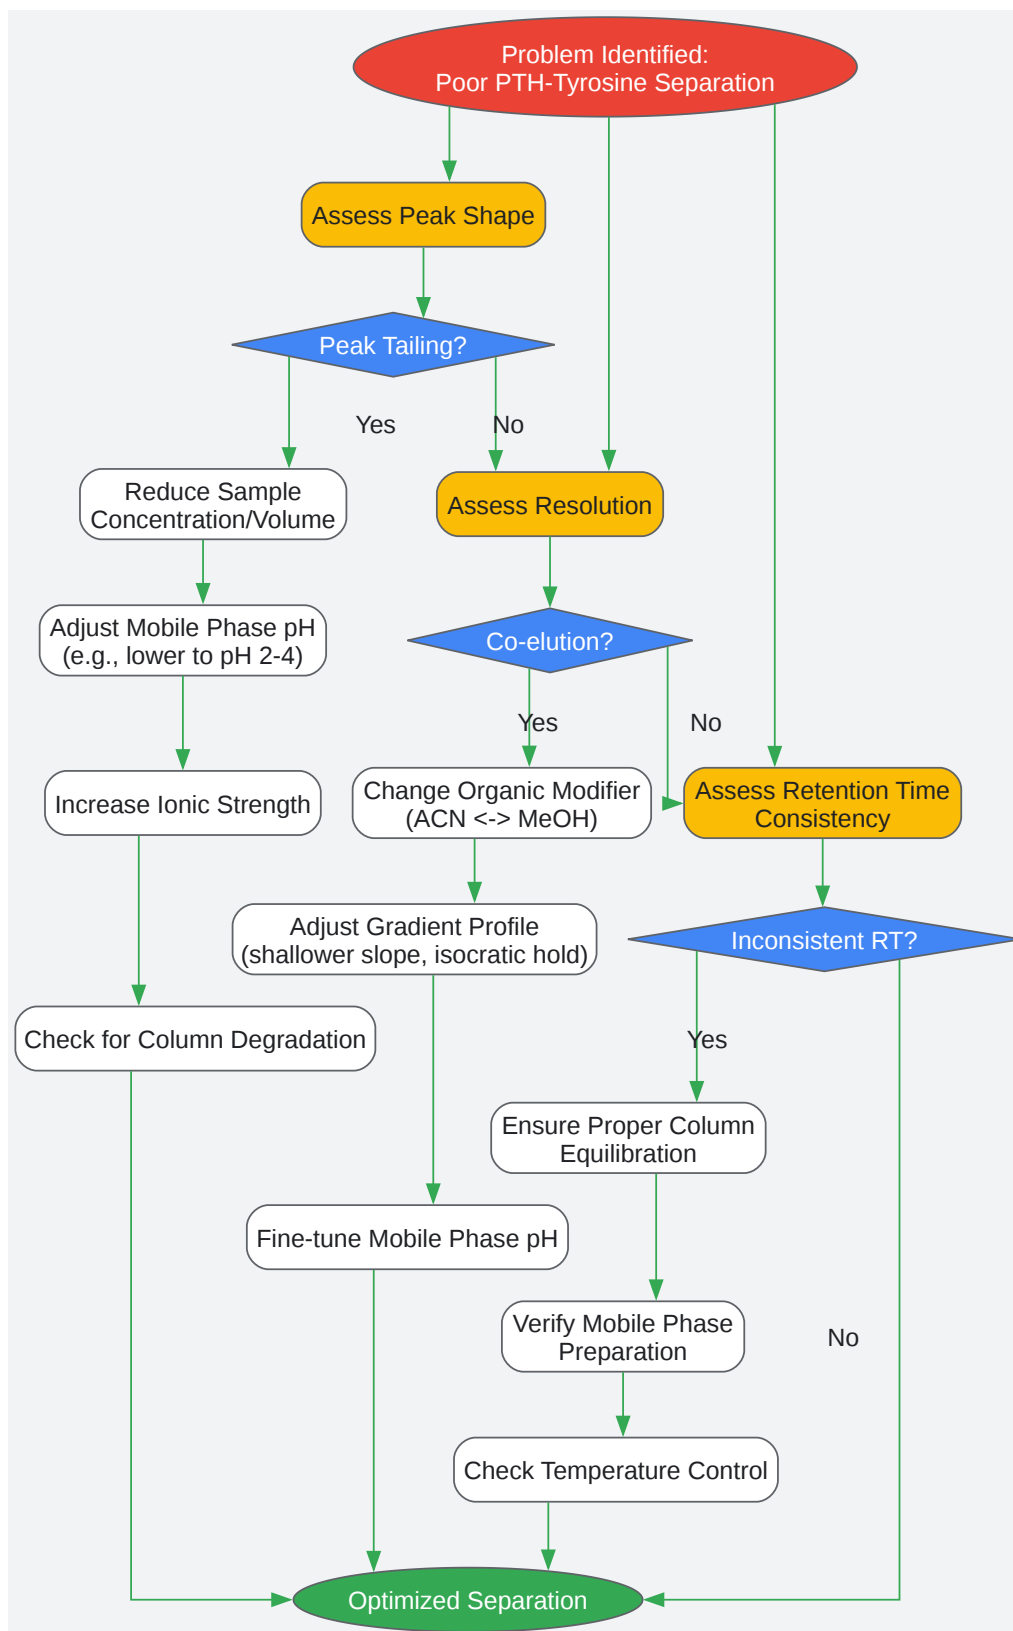 Problem Identified:
Poor PTH-Tyrosine Separation
Assess Peak Shape
Peak Tailing?
Yes
No
Reduce Sample
Concentration/Volume
Assess Resolution
Adjust Mobile Phase pH
(e.g., lower to pH 2-4)
Co-elution?
Yes
No
Increase Ionic Strength
Change Organic Modifier
(ACN <-> MeOH)
Assess Retention Time
Consistency
Adjust Gradient Profile
(shallower slope, isocratic hold)
Inconsistent RT?
Check for Column Degradation
Yes
Ensure Proper Column
Equilibration
Fine-tune Mobile Phase pH
Verify Mobile Phase
Preparation
No
Check Temperature Control
Optimized Separation